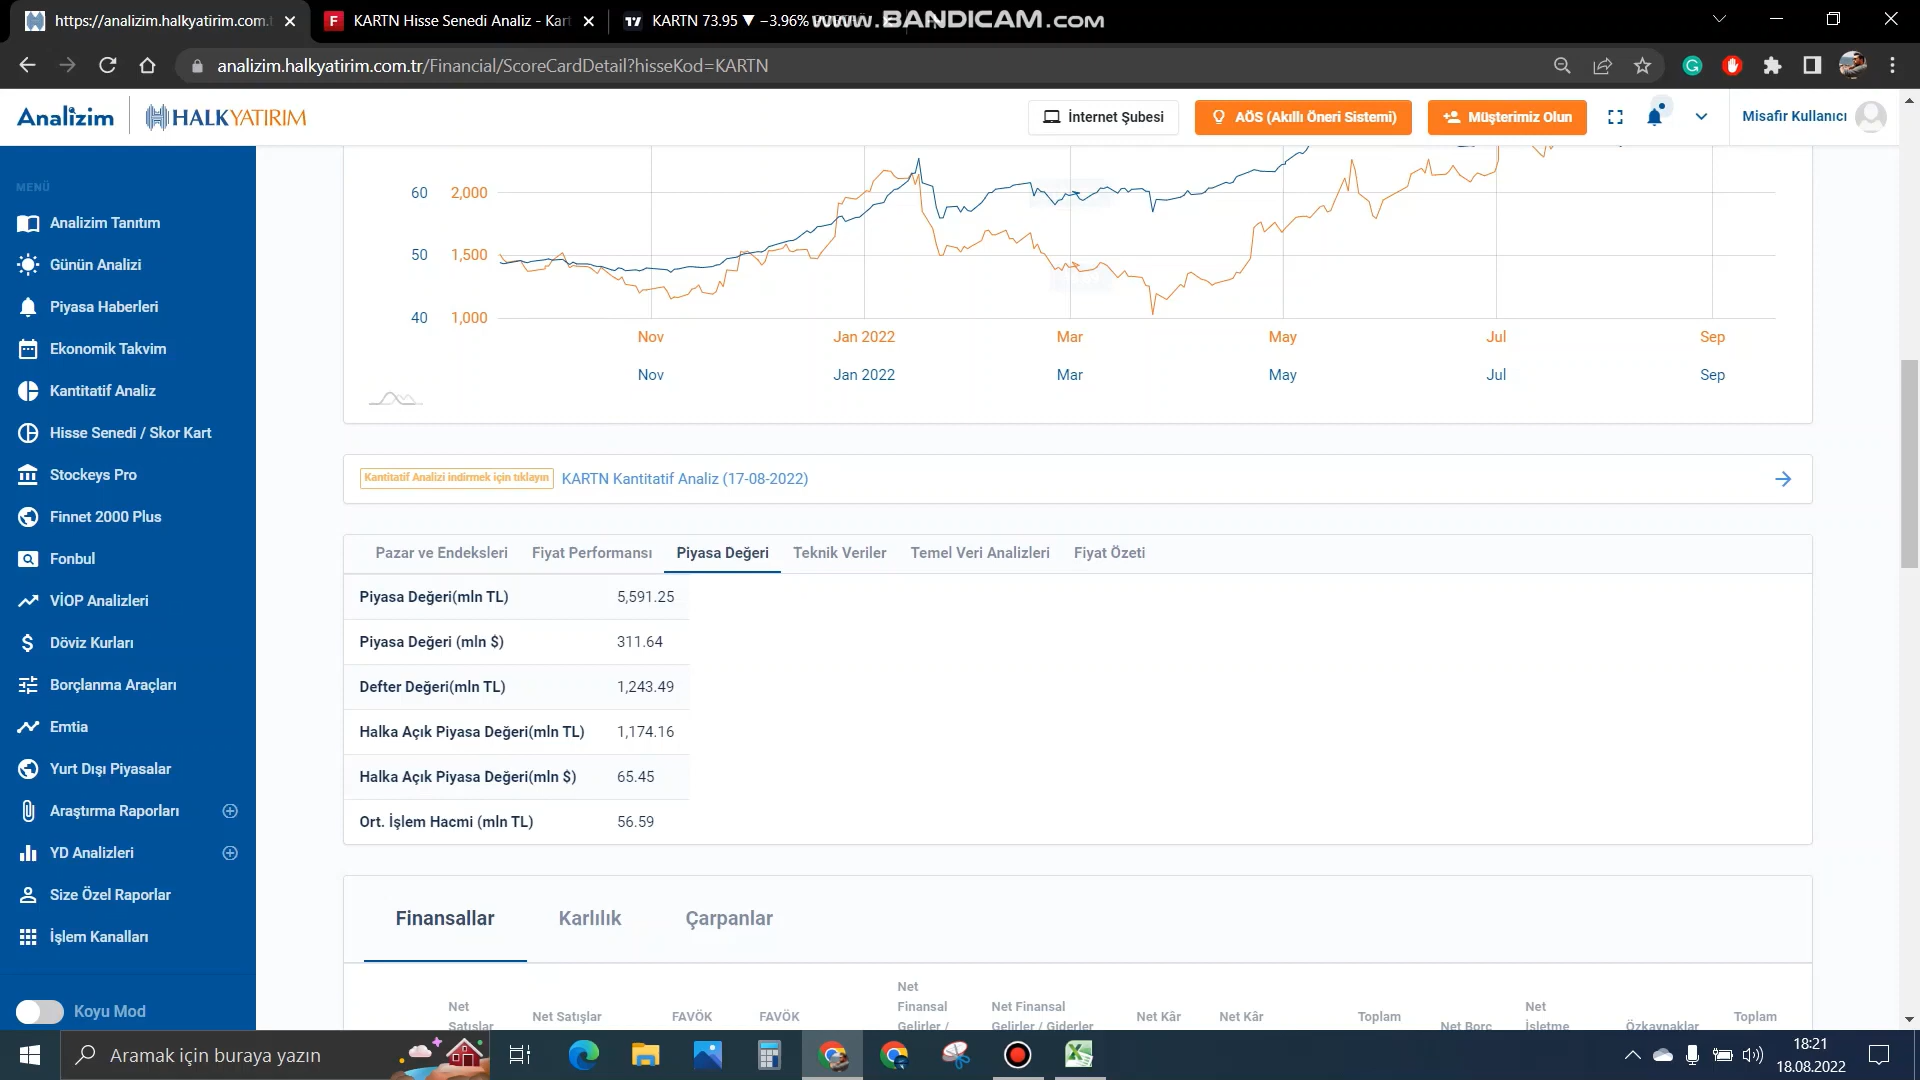 https://analizim.halkyatirim.com.
KARTN Hisse Senedi Analiz - Kar
KARTN 73.95 ▼ −3.96%
www.BANDICAM.com
analizim.halkyatirim.com.tr/Financial/ScoreCardDetail?hisseKod=KARTN
Analizim
HALKYATIRIM
İnternet Şubesi
AÖS (Akıllı Öneri Sistemi)
Müşterimiz Olun
Misafir Kullanıcı
MENÜ
Analizim Tanıtım
Günün Analizi
Piyasa Haberleri
Ekonomik Takvim
Kantitatif Analiz
Hisse Senedi / Skor Kart
Stockeys Pro
Finnet 2000 Plus
Fonbul
VİOP Analizleri
Döviz Kurları
Borçlanma Araçları
Emtia
Yurt Dışı Piyasalar
Araştırma Raporları
YD Analizleri
Size Özel Raporlar
İşlem Kanalları
Koyu Mod
60 2,000
50 1,500
40 1,000
Nov Jan 2022 Mar May Jul Sep
Nov Jan 2022 Mar May Jul Sep
Kantitatif Analizi indirmek için tıklayın KARTN Kantitatif Analiz (17-08-2022)
Pazar ve Endeksleri Fiyat Performansı Piyasa Değeri Teknik Veriler Temel Veri Analizleri Fiyat Özeti
Piyasa Değeri(mln TL) 5,591.25
Piyasa Değeri (mln $) 311.64
Defter Değeri(mln TL) 1,243.49
Halka Açık Piyasa Değeri(mln TL) 1,174.16
Halka Açık Piyasa Değeri(mln $) 65.45
Ort. İşlem Hacmi (mln TL) 56.59
Finansallar Karlılık Çarpanlar
Net Satışlar
Net Satışlar
FAVÖK
FAVÖK
Net Finansal Gelirler /
Net Finansal Gelirler / Giderler
Net Kâr
Net Kâr
Toplam
Net Borç
Net İşletme
Özkaynaklar
Toplam
Aramak için buraya yazın
18:21
18.08.2022